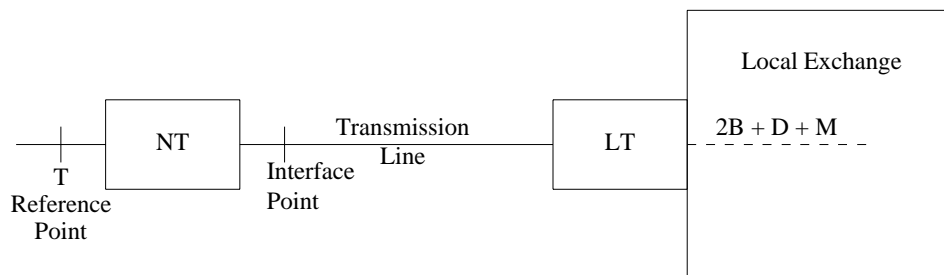 Local Exchange
NT
Transmission
Line
LT
2B + D + M
T
Reference
Point
Interface
Point